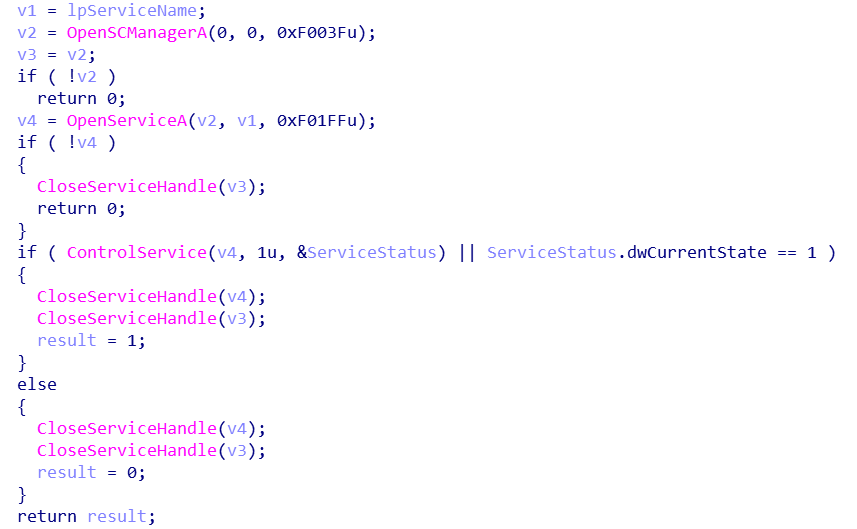 v1 = lpServiceName;
v2 = OpenSCManagerA(0, 0, 0xF003Fu);
v3 = v2;
if ( !v2 )
  return 0;
v4 = OpenServiceA(v2, v1, 0xF01FFu);
if ( !v4 )
{
  CloseServiceHandle(v3);
  return 0;
}
if ( ControlService(v4, 1u, &ServiceStatus) || ServiceStatus.dwCurrentState == 1 )
{
  CloseServiceHandle(v4);
  CloseServiceHandle(v3);
  result = 1;
}
else
{
  CloseServiceHandle(v4);
  CloseServiceHandle(v3);
  result = 0;
}
return result;